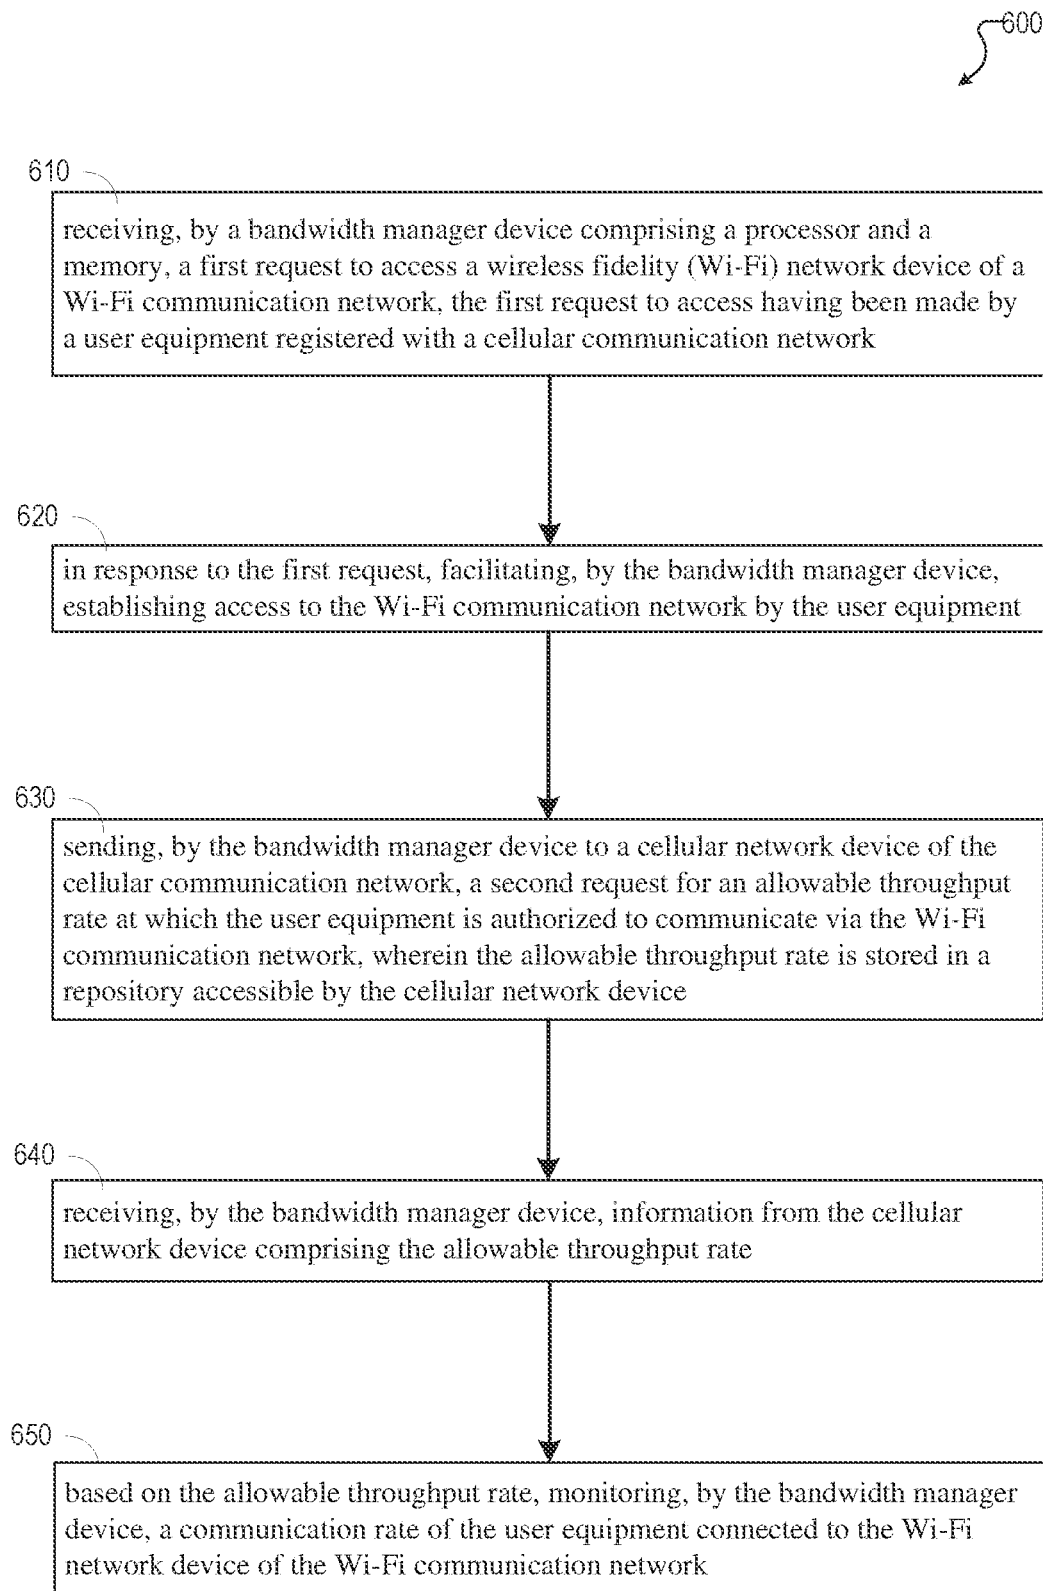 600
610
receiving, by a bandwidth manager device comprising a processor and a
memory, a first request to access a wireless fidelity (Wi-Fi) network device of a
Wi-Fi communication network, the first request to access having been made by
a user equipment registered with a cellular communication network
620
in response to the first request, facilitating, by the bandwidth manager device,
establishing access to the Wi-Fi communication network by the user equipment
630
sending, by the bandwidth manager device to a cellular network device of the
cellular communication network, a second request for an allowable throughput
rate at which the user equipment is authorized to communicate via the Wi-Fi
communication network, wherein the allowable throughput rate is stored in a
repository accessible by the cellular network device
640
receiving, by the bandwidth manager device, information from the cellular
network device comprising the allowable throughput rate
650
based on the allowable throughput rate, monitoring, by the bandwidth manager
device, a communication rate of the user equipment connected to the Wi-Fi
network device of the Wi-Fi communication network